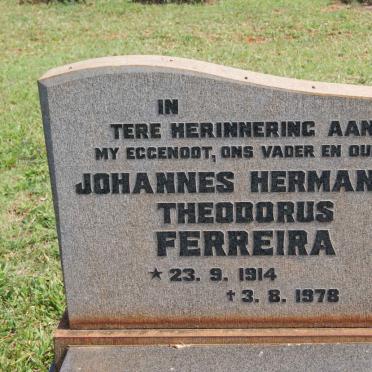 IN
TERE HERINNERING AAN
MY EGGENOOT, ONS VADER EN OU
JOHANNES HERMAN
THEODORUS
FERREIRA
* 23. 9. 1914
† 3. 8. 1978